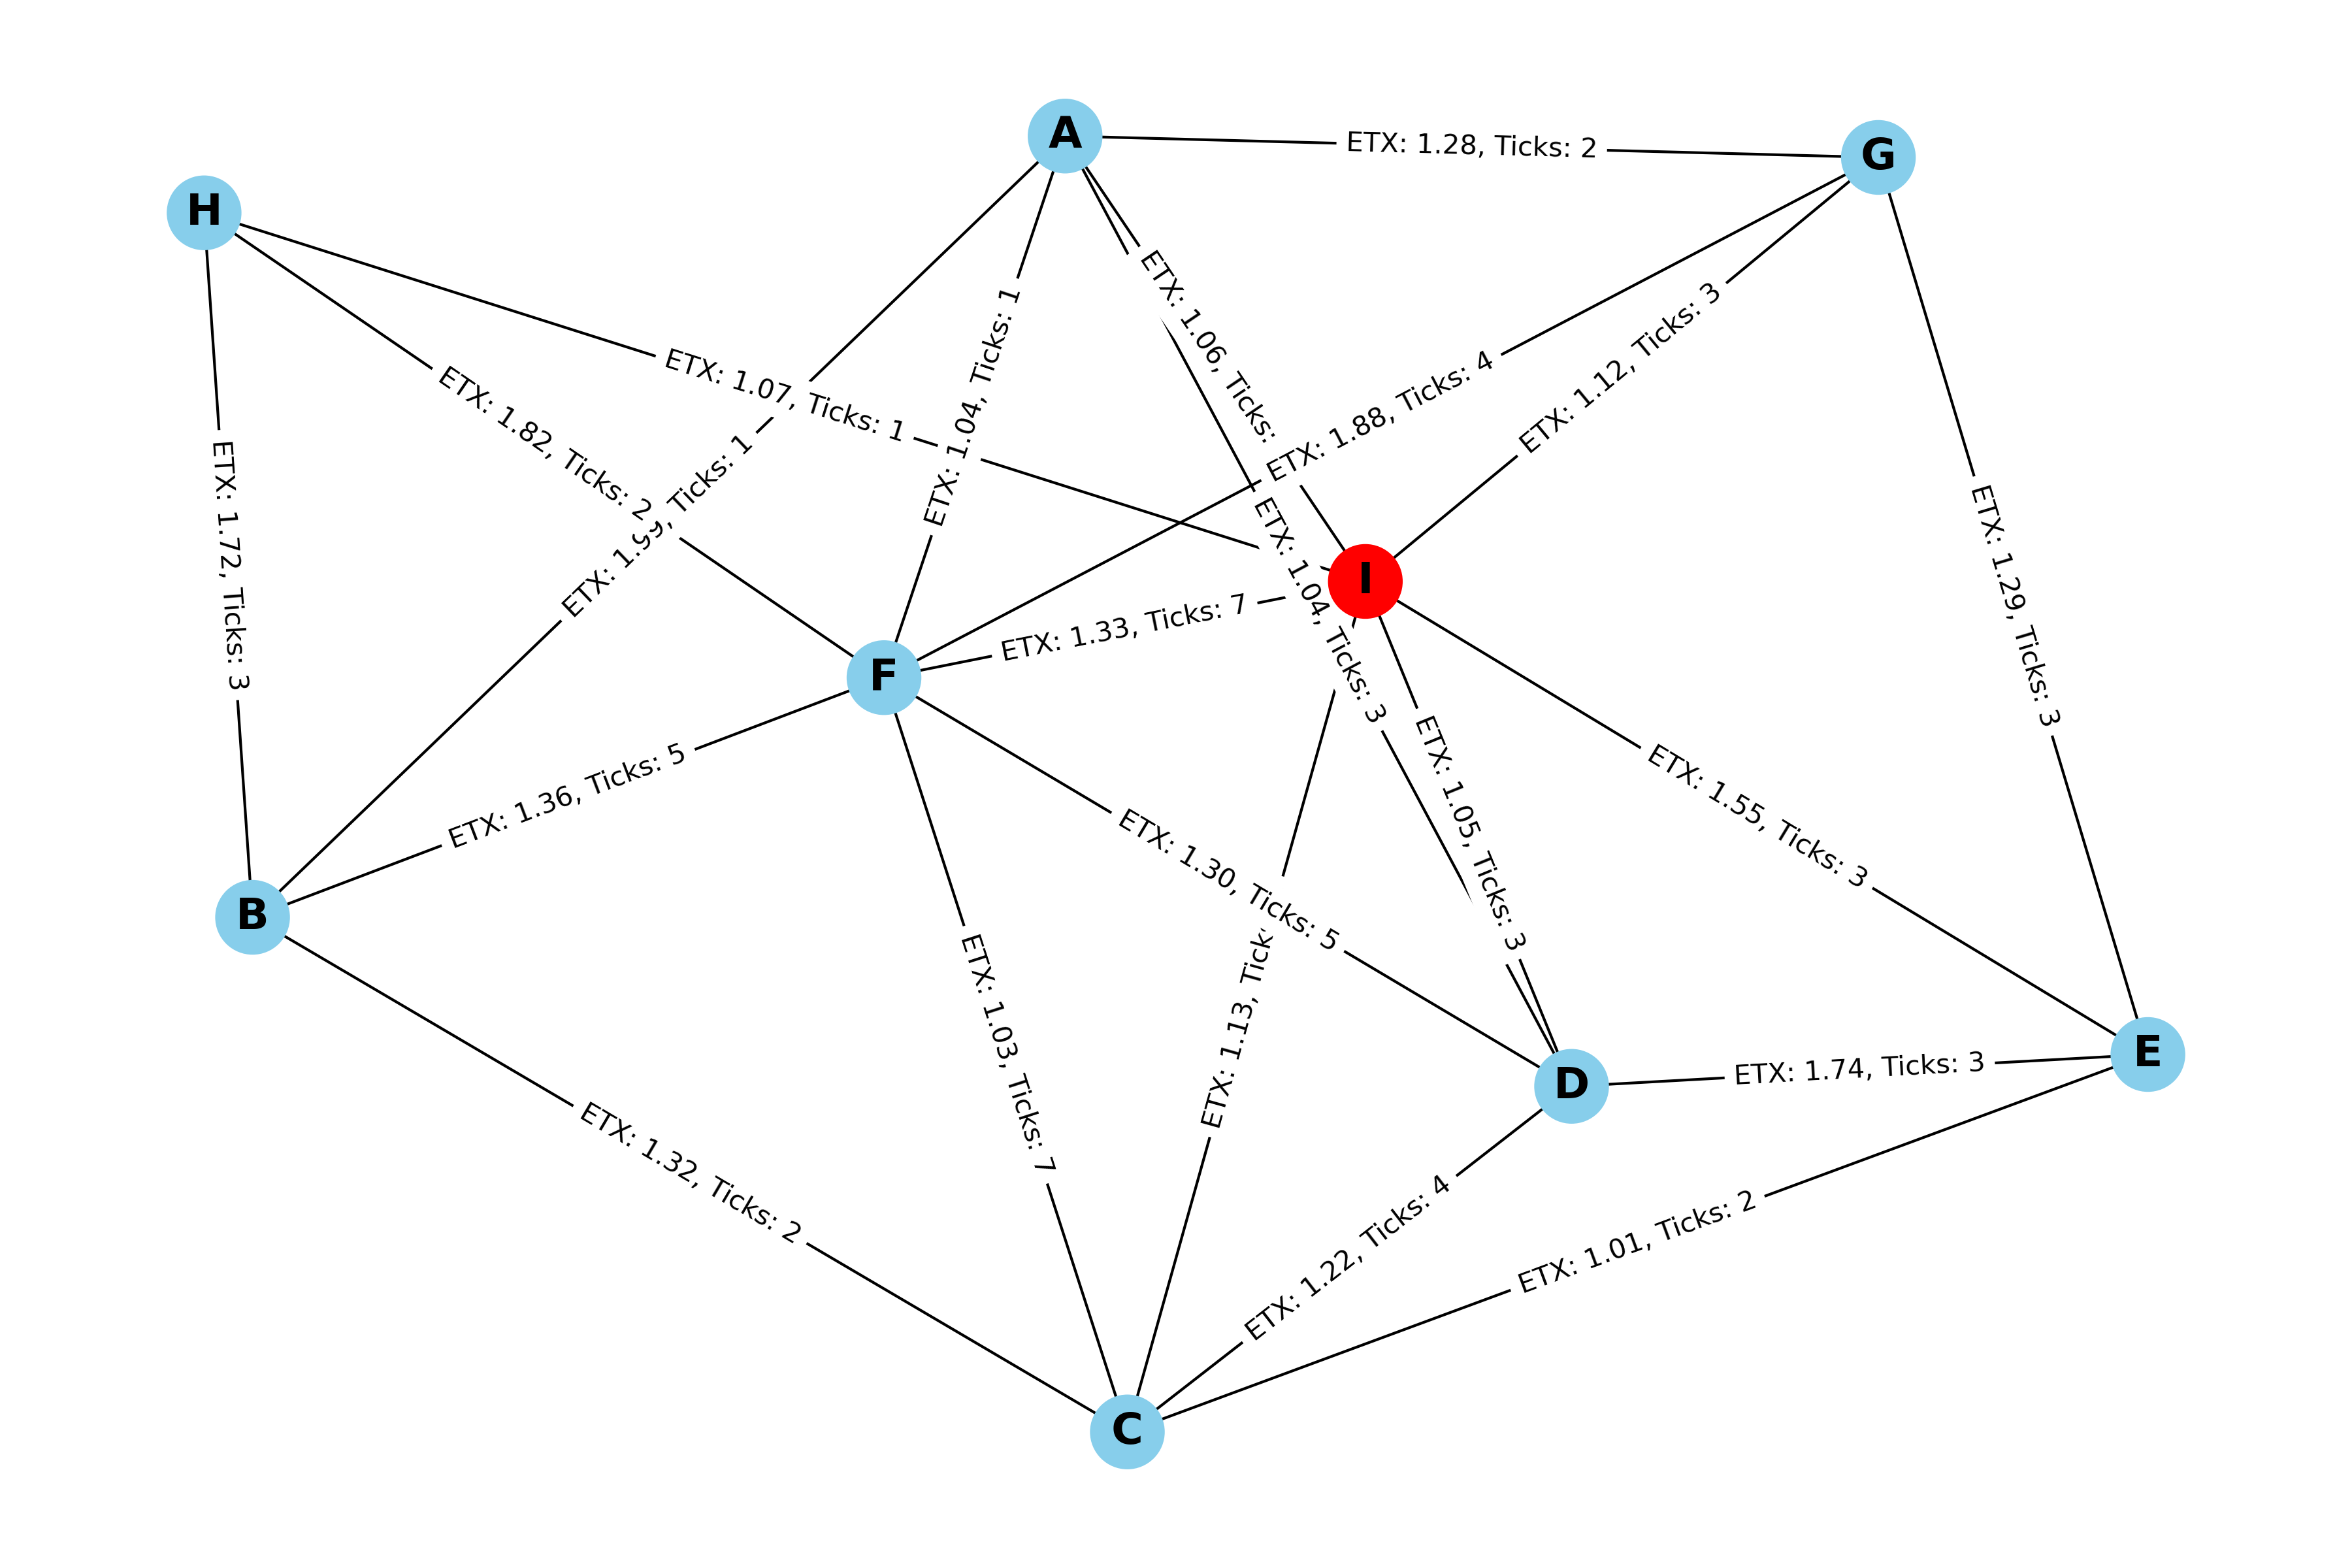 A
G
H
ETX: 1.28, Ticks: 2
ETX: 1.07, Ticks: 1
ETX: 1.04, Ticks: 1
ETX: 1.06, Ticks:
ETX: 1.88, Ticks: 4
ETX: 1.12, Ticks: 3
ETX: 1.82, Ticks: 2
ETX: Ticks: 1
ETX: 1.72, Ticks: 3
ETX: 1.29, Ticks: 3
I
ETX: 1.04, Ticks: 3
ETX: 1.33, Ticks: 7
F
ETX: 1.36, Ticks: 5
ETX: 1.05, Ticks: 3
ETX: 1.55, Ticks: 3
ETX: 1.30, Ticks: 5
B
ETX: 1.03, Ticks: 7
ETX: 1.13,
E
D
ETX: 1.74, Ticks: 3
ETX: 1.32, Ticks: 2
ETX: 1.22, Ticks: 4
ETX: 1.01, Ticks: 2
C